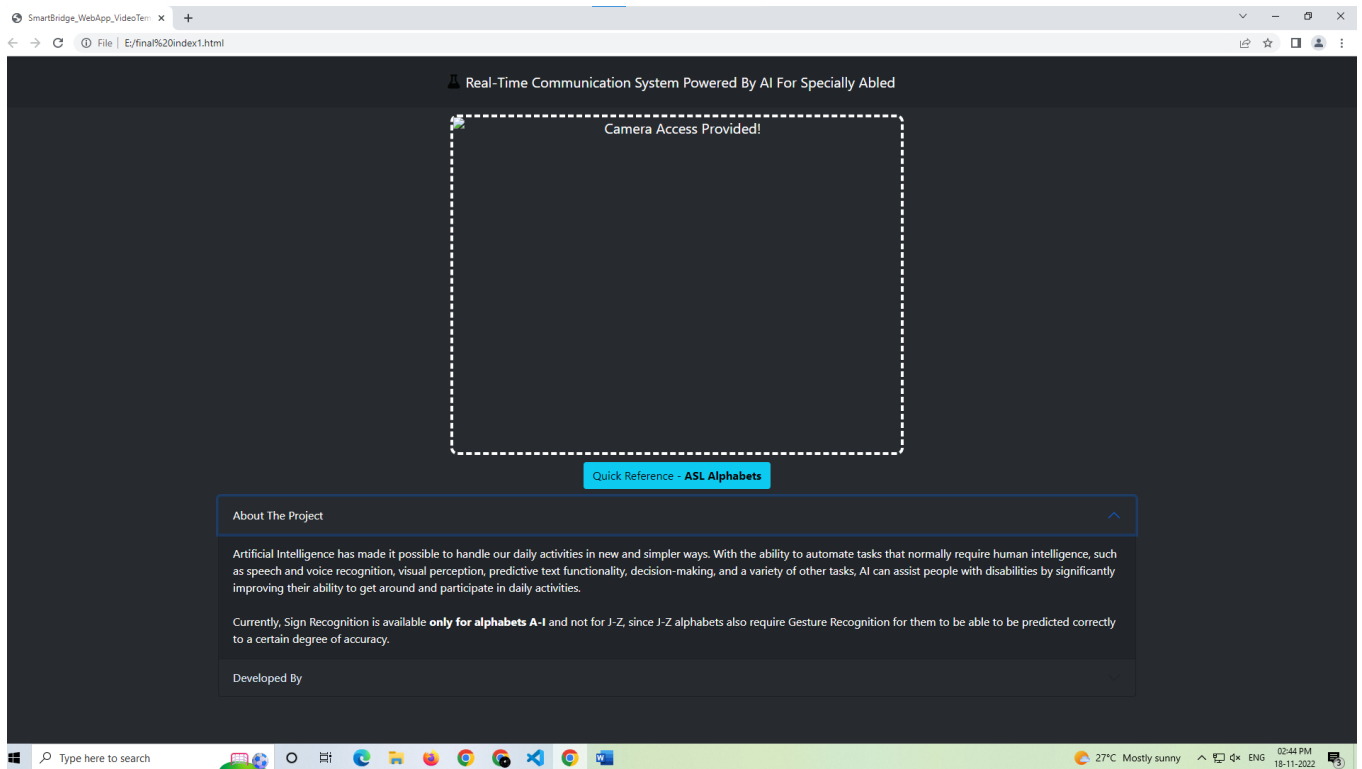 SmartBridge_WebApp_VideoTem
File | E:/final%20index1.html
Real-Time Communication System Powered By AI For Specially Abled
Camera Access Provided!
Quick Reference - ASL Alphabets
About The Project
Artificial Intelligence has made it possible to handle our daily activities in new and simpler ways. With the ability to automate tasks that normally require human intelligence, such
as speech and voice recognition, visual perception, predictive text functionality, decision-making, and a variety of other tasks, AI can assist people with disabilities by significantly
improving their ability to get around and participate in daily activities.
Currently, Sign Recognition is available only for alphabets A-I and not for J-Z, since J-Z alphabets also require Gesture Recognition for them to be able to be predicted correctly
to a certain degree of accuracy.
Developed By
Type here to search
27°C Mostly sunny
ENG
02:44 PM
18-11-2022
3